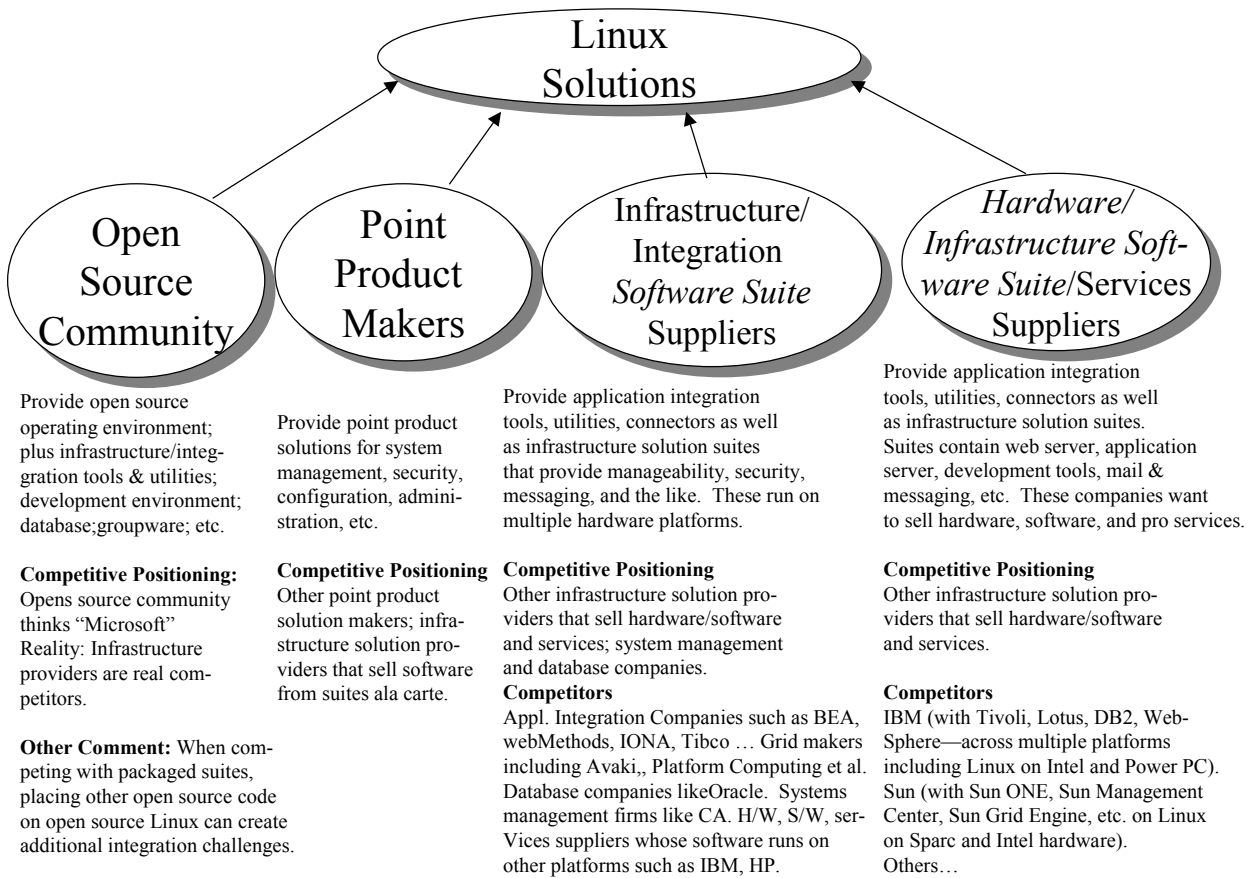 Linux
Solutions
Open
Source
Community
Point
Product
Makers
Infrastructure/
Integration
Software Suite
Suppliers
Hardware/
Infrastructure Soft-
ware Suite/Services
Suppliers
Provide open source
operating environment;
plus infrastructure/integ-
ration tools & utilities;
development environment;
database;groupware; etc.
Competitive Positioning:
Opens source community
thinks “Microsoft”
Reality: Infrastructure
providers are real com-
petitors.
Other Comment: When com-
peting with packaged suites,
placing other open source code
on open source Linux can create
additional integration challenges.
Provide point product
solutions for system
management, security,
configuration, admini-
stration, etc.
Competitive Positioning
Other point product
solution makers; infra-
structure solution pro-
viders that sell software
from suites ala carte.
Provide application integration
tools, utilities, connectors as well
as infrastructure solution suites
that provide manageability, security,
messaging, and the like.  These run on
multiple hardware platforms.
Competitive Positioning
Other infrastructure solution pro-
viders that sell hardware/software
and services; system management
and database companies.
Competitors
Appl. Integration Companies such as BEA,
webMethods, IONA, Tibco … Grid makers
including Avaki,, Platform Computing et al.
Database companies likeOracle.  Systems
management firms like CA. H/W, S/W, ser-
Vices suppliers whose software runs on
other platforms such as IBM, HP.
Provide application integration
tools, utilities, connectors as well
as infrastructure solution suites.
Suites contain web server, application
server, development tools, mail &
messaging, etc.  These companies want
to sell hardware, software, and pro services.
Competitive Positioning
Other infrastructure solution pro-
viders that sell hardware/software
and services.
Competitors
IBM (with Tivoli, Lotus, DB2, Web-
Sphere—across multiple platforms
including Linux on Intel and Power PC).
Sun (with Sun ONE, Sun Management
Center, Sun Grid Engine, etc. on Linux
on Sparc and Intel hardware).
Others…